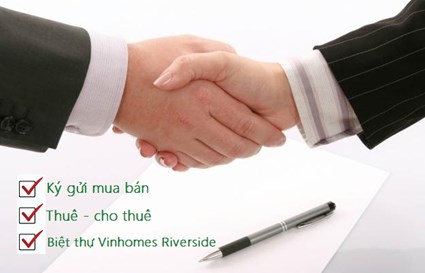 Ký gửi mua bán
Thuê - cho thuê
Biệt thự Vinhomes Riverside